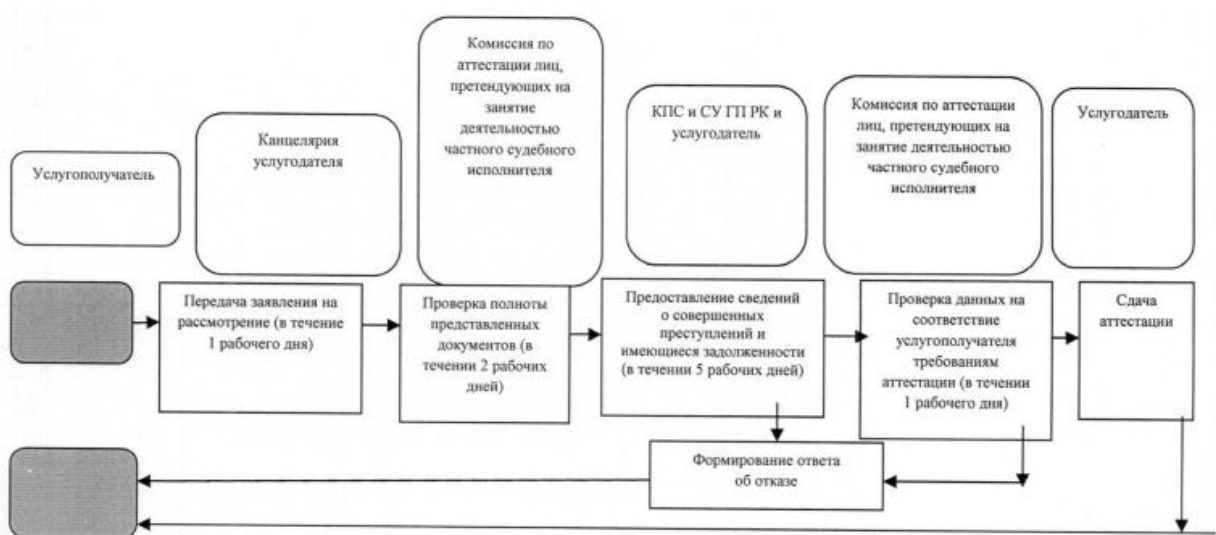 Услугополучатель
Канцелярия
услугодателя
Комиссия по
аттестации лиц,
претендующих на
занятие
деятельностью
частного судебного
исполнителя
КПС и СУ ГП РК и
услугодатель
Комиссия по аттестации
лиц, претендующих на
занятие деятельностью
частного судебного
исполнителя
Услугодатель
Передача заявления на
рассмотрение (в течение
1 рабочего дня)
Проверка полноты
представленных
документов (в
течении 2 рабочих
дней)
Предоставление сведений
о совершенных
преступлений и
имеющиеся задолженности
(в течении 5 рабочих дней)
Проверка данных на
соответствие
услугополучателя
требованиям
аттестации (в течении
1 рабочего дня)
Сдача
аттестации
Формирование ответа
об отказе